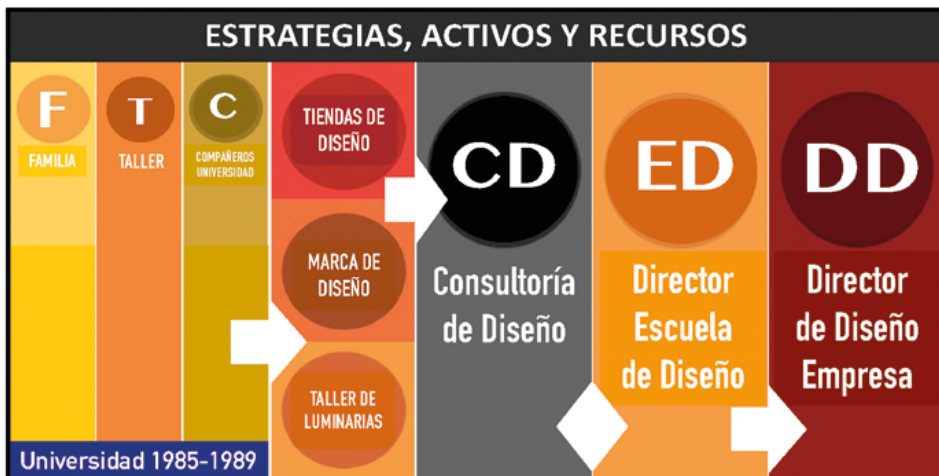 ESTRATEGIAS, ACTIVOS Y RECURSOS
F
FAMILIA
T
TALLER
C
COMPAÑEROS
UNIVERSIDAD
Universidad 1985-1989
TIENDAS DE
DISEÑO
MARCA DE
DISEÑO
TALLER DE
LUMINARIAS
CD
Consultoría
de Diseño
ED
Director
Escuela
de Diseño
DD
Director
de Diseño
Empresa